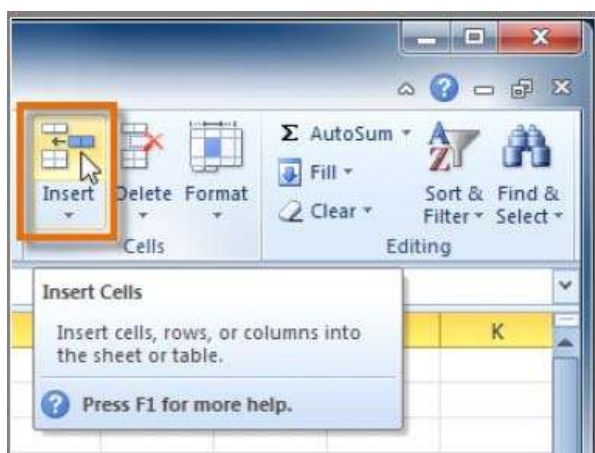 Σ AutoSum
Fill
Clear
Insert Delete Format
Sort & Filter
Find & Select
Cells
Editing
Insert Cells
Insert cells, rows, or columns into
the sheet or table.
Press F1 for more help.
K